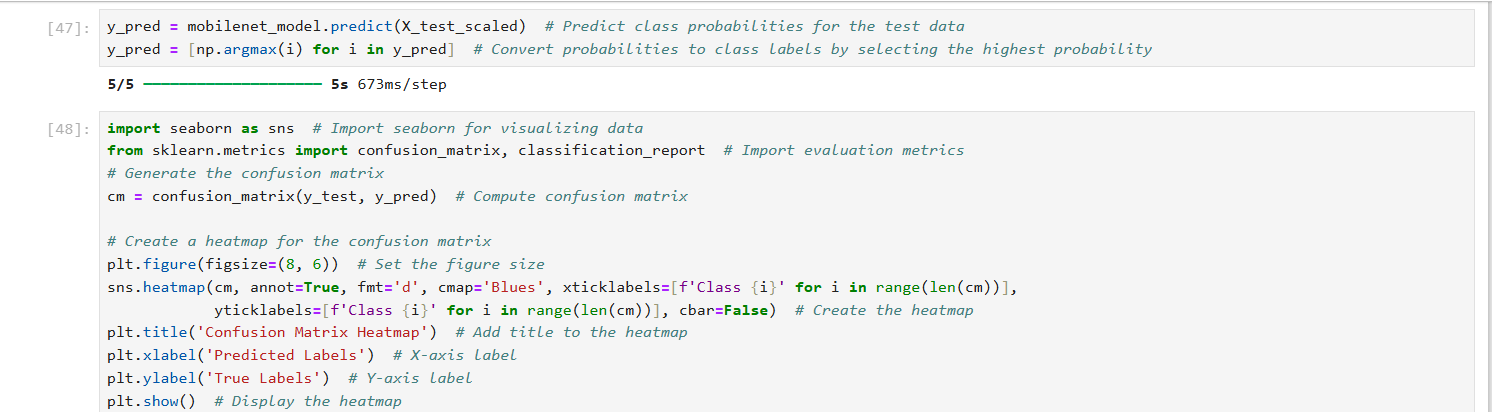 [47]: y_pred = mobilenet_model.predict(X_test_scaled)  # Predict class probabilities for the test data
y_pred = [np.argmax(i) for i in y_pred]  # Convert probabilities to class labels by selecting the highest probability
5/5 ━━━━━━━━━━━━━━━━━━━━ 5s 673ms/step
[48]: import seaborn as sns  # Import seaborn for visualizing data
from sklearn.metrics import confusion_matrix, classification_report  # Import evaluation metrics
# Generate the confusion matrix
cm = confusion_matrix(y_test, y_pred)  # Compute confusion matrix
# Create a heatmap for the confusion matrix
plt.figure(figsize=(8, 6))  # Set the figure size
sns.heatmap(cm, annot=True, fmt='d', cmap='Blues', xticklabels=[f'Class {i}' for i in range(len(cm))],
            yticklabels=[f'Class {i}' for i in range(len(cm))], cbar=False)  # Create the heatmap
plt.title('Confusion Matrix Heatmap')  # Add title to the heatmap
plt.xlabel('Predicted Labels')  # X-axis label
plt.ylabel('True Labels')  # Y-axis label
plt.show()  # Display the heatmap